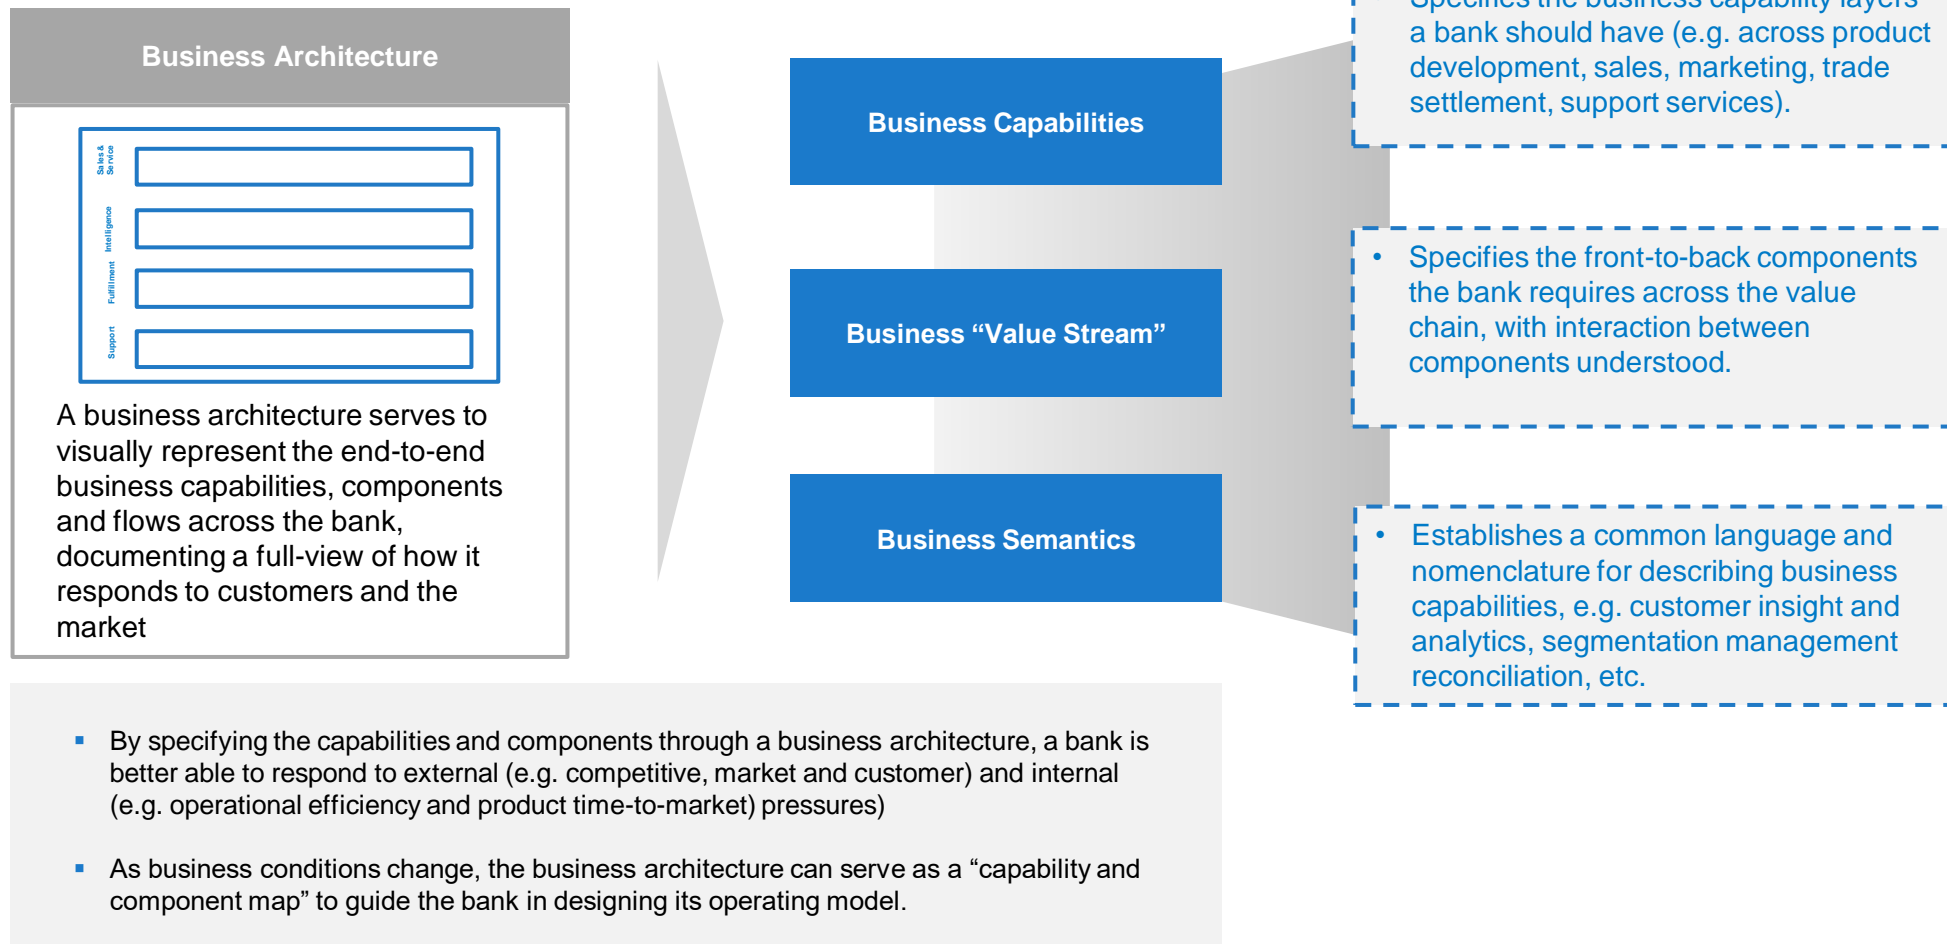 Business Architecture
Sales &
Service
Intelligence
Fulfillment
Support
A business architecture serves to
visually represent the end-to-end
business capabilities, components
and flows across the bank,
documenting a full-view of how it
responds to customers and the
market
Business Capabilities
Business “Value Stream”
Business Semantics
Specifies the business capability layers
a bank should have (e.g. across product
development, sales, marketing, trade
settlement, support services).
• Specifies the front-to-back components
the bank requires across the value
chain, with interaction between
components understood.
• Establishes a common language and
nomenclature for describing business
capabilities, e.g. customer insight and
analytics, segmentation management
reconciliation, etc.
▪ By specifying the capabilities and components through a business architecture, a bank is
better able to respond to external (e.g. competitive, market and customer) and internal
(e.g. operational efficiency and product time-to-market) pressures)
▪ As business conditions change, the business architecture can serve as a “capability and
component map” to guide the bank in designing its operating model.